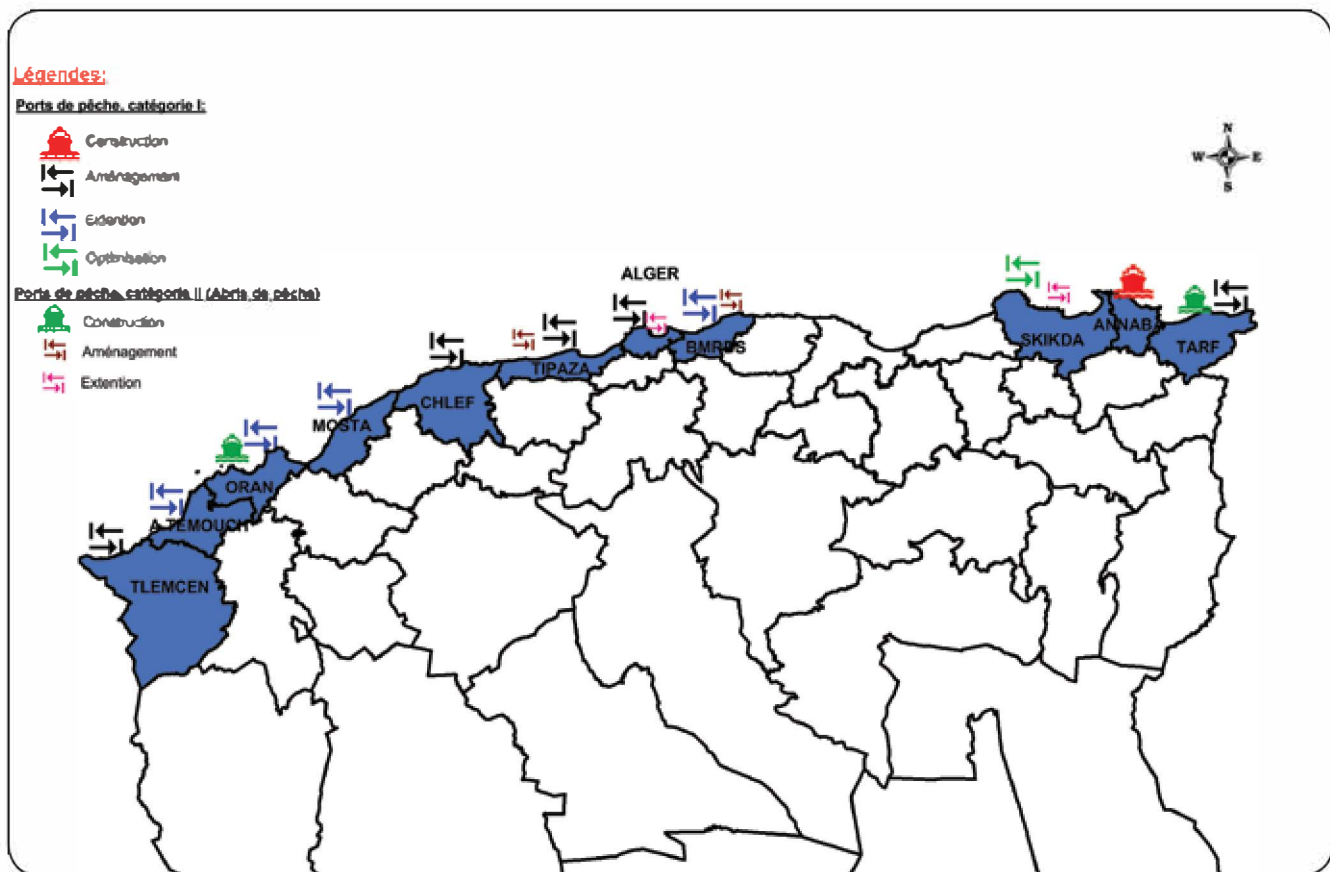 Légendes:
Ports de pêche, catégorie I:
Construction
Aménagement
Extention
Optimisation
Ports de pêche, catégorie II (Abris de pêche)
Construction
Aménagement
Extention
N
W E
S
ALGER
BMRDS
TIPAZA
CHLEF
MOSTA
ORAN
A.TEMOUCH
TLEMCEN
SKIKDA
ANNABA
TARF